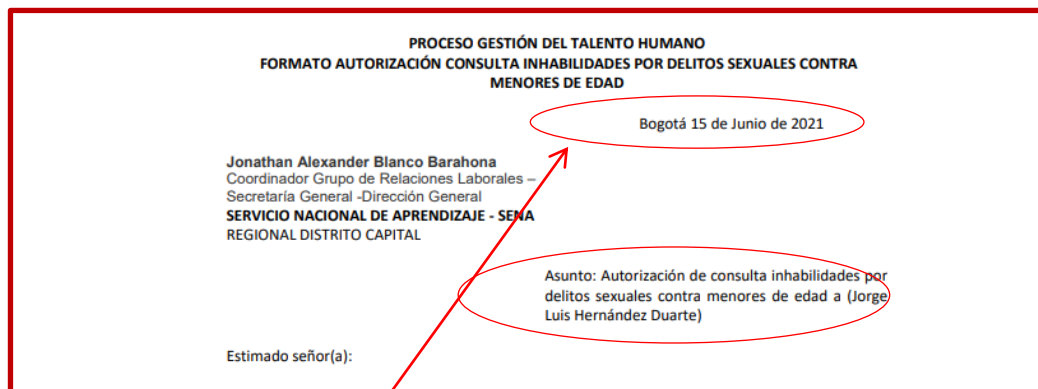 PROCESO GESTIÓN DEL TALENTO HUMANO
FORMATO AUTORIZACIÓN CONSULTA INHABILIDADES POR DELITOS SEXUALES CONTRA
MENORES DE EDAD
Bogotá 15 de Junio de 2021
Jonathan Alexander Blanco Barahona
Coordinador Grupo de Relaciones Laborales –
Secretaría General -Dirección General
SERVICIO NACIONAL DE APRENDIZAJE - SENA
REGIONAL DISTRITO CAPITAL
Asunto: Autorización de consulta inhabilidades por
delitos sexuales contra menores de edad a (Jorge
Luis Hernández Duarte)
Estimado señor(a):